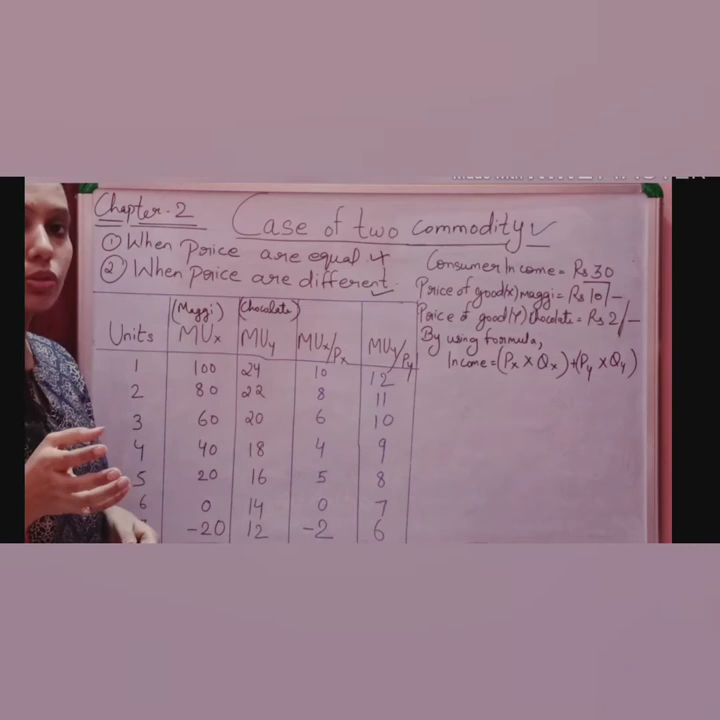 Chapter-2
Case of two commodity
① When Price are equal
② When Price are different.
Consumer Income = Rs 30
Price of good(X) Maggi = Rs 10/-
Price of good(Y) Chocolate = Rs 2/-
By using formula,
Income = (Px X Qx) + (Py X Qy)
(Maggi) (Chocolate)
Units MUx MUy MUx/Px MUy/Py
1 100 24 10 12
2 80 22 8 11
3 60 20 6 10
4 40 18 4 9
5 20 16 5 8
6 0 14 0 7
-20 12 -2 6